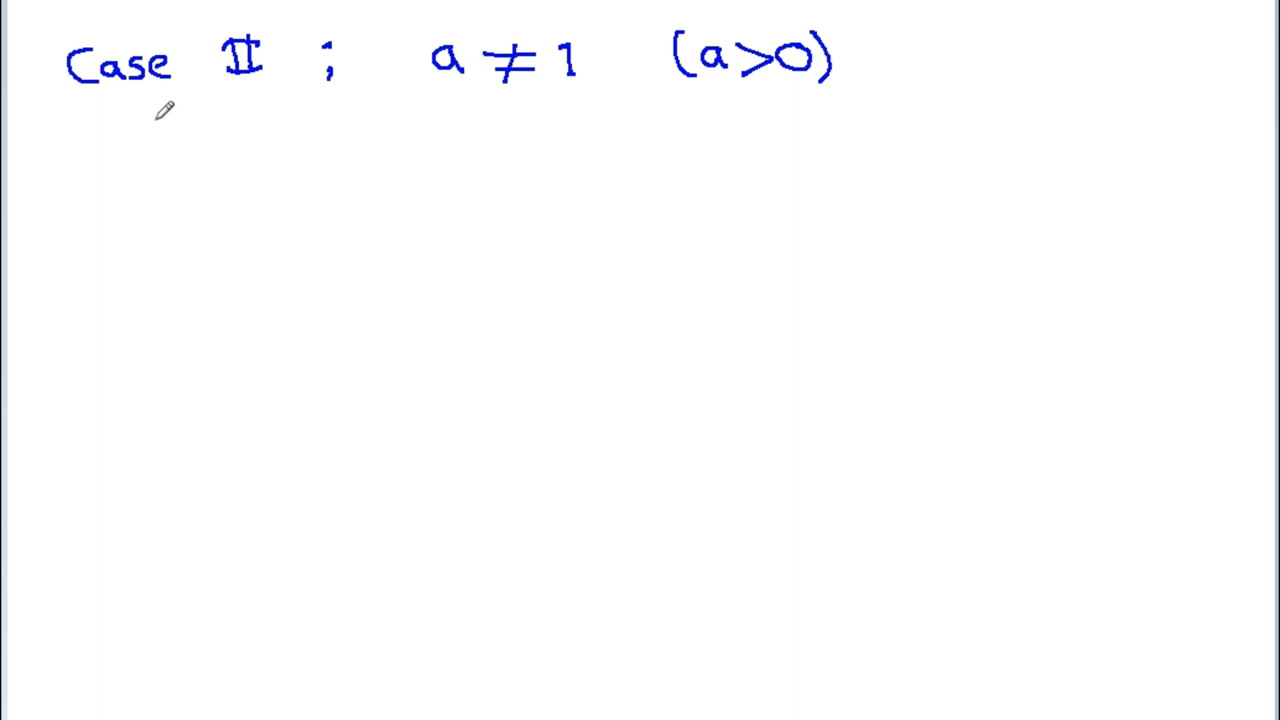 Case II ; a ≠ 1 (a>0)